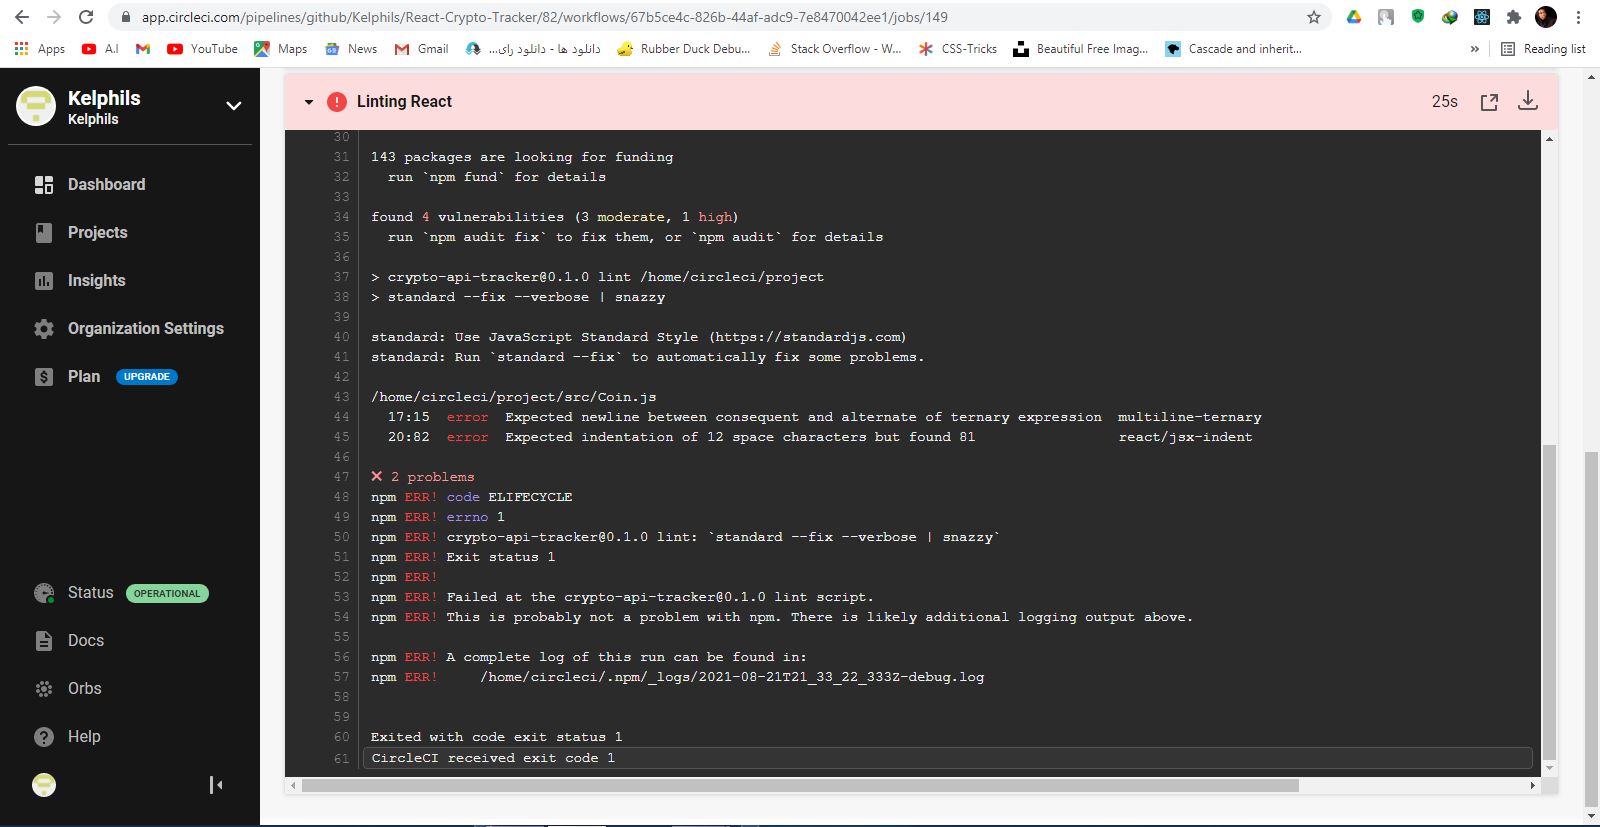 app.circleci.com/pipelines/github/Kelphils/React-Crypto-Tracker/82/workflows/67b5ce4c-826b-44af-adc9-7e8470042ee1/jobs/149
Apps A.I YouTube Maps News Gmail دانلود ها - دانلود رای... Rubber Duck Debu... Stack Overflow - W... CSS-Tricks Beautiful Free Imag... Cascade and inherit... » Reading list
Kelphils
Kelphils
Dashboard
Projects
Insights
Organization Settings
Plan UPGRADE
Status OPERATIONAL
Docs
Orbs
Help
Linting React 25s
30
31 143 packages are looking for funding
32 run `npm fund` for details
33
34 found 4 vulnerabilities (3 moderate, 1 high)
35 run `npm audit fix` to fix them, or `npm audit` for details
36
37 > crypto-api-tracker@0.1.0 lint /home/circleci/project
38 > standard --fix --verbose | snazzy
39
40 standard: Use JavaScript Standard Style (https://standardjs.com)
41 standard: Run `standard --fix` to automatically fix some problems.
42
43 /home/circleci/project/src/Coin.js
44 17:15 error Expected newline between consequent and alternate of ternary expression multiline-ternary
45 20:82 error Expected indentation of 12 space characters but found 81 react/jsx-indent
46
47 ✕ 2 problems
48 npm ERR! code ELIFECYCLE
49 npm ERR! errno 1
50 npm ERR! crypto-api-tracker@0.1.0 lint: `standard --fix --verbose | snazzy`
51 npm ERR! Exit status 1
52 npm ERR!
53 npm ERR! Failed at the crypto-api-tracker@0.1.0 lint script.
54 npm ERR! This is probably not a problem with npm. There is likely additional logging output above.
55
56 npm ERR! A complete log of this run can be found in:
57 npm ERR! /home/circleci/.npm/_logs/2021-08-21T21_33_22_333Z-debug.log
58
59
60 Exited with code exit status 1
61 CircleCI received exit code 1